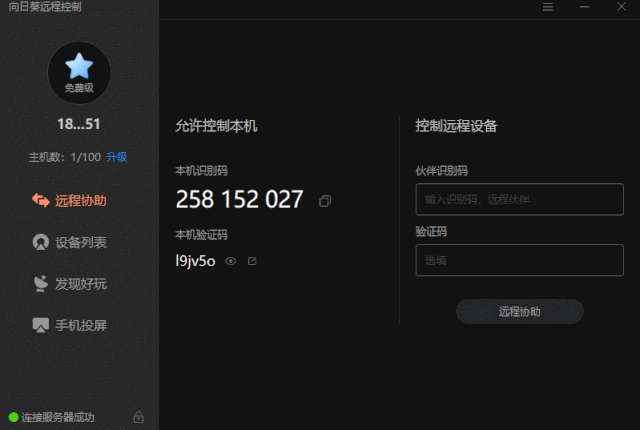 向日葵远程控制
免费级
18...51
主机数：1/100 升级
远程协助
设备列表
发现好玩
手机投屏
连接服务器成功
允许控制本机
本机识别码
258 152 027
本机验证码
l9jv5o
控制远程设备
伙伴识别码
输入识别码，远程伙伴
验证码
选填
远程协助